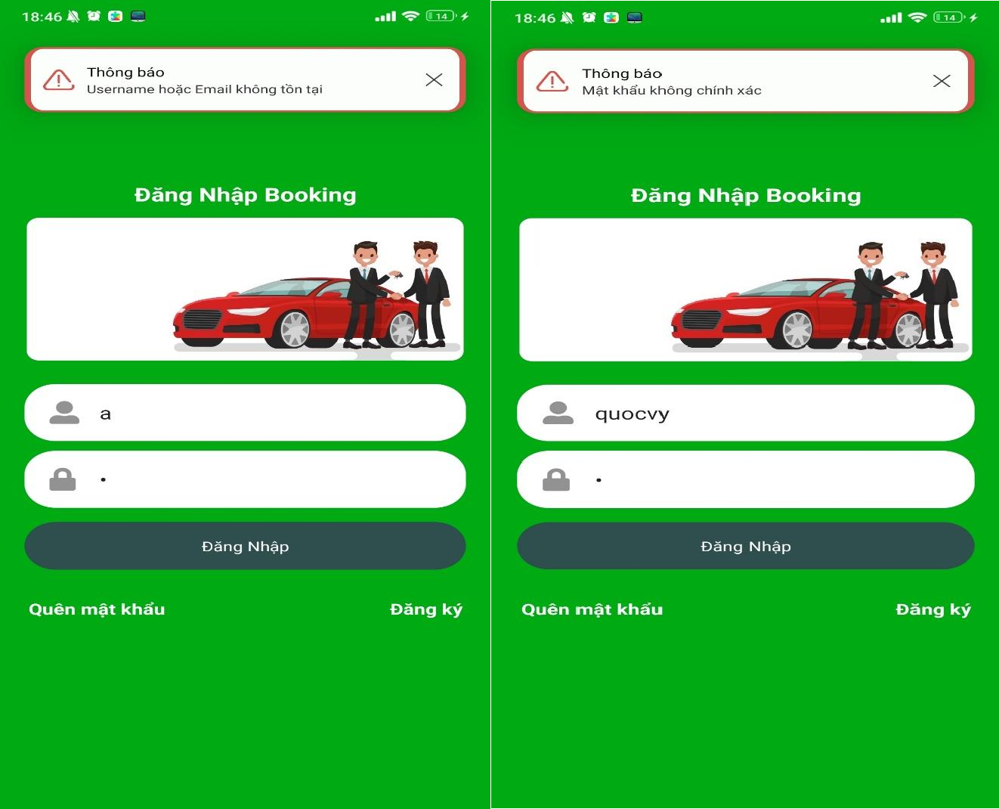 18:46
14
Thông báo
Username hoặc Email không tồn tại
Đăng Nhập Booking
a
•
Đăng Nhập
Quên mật khẩu
Đăng ký
18:46
14
Thông báo
Mật khẩu không chính xác
Đăng Nhập Booking
quocvy
•
Đăng Nhập
Quên mật khẩu
Đăng ký